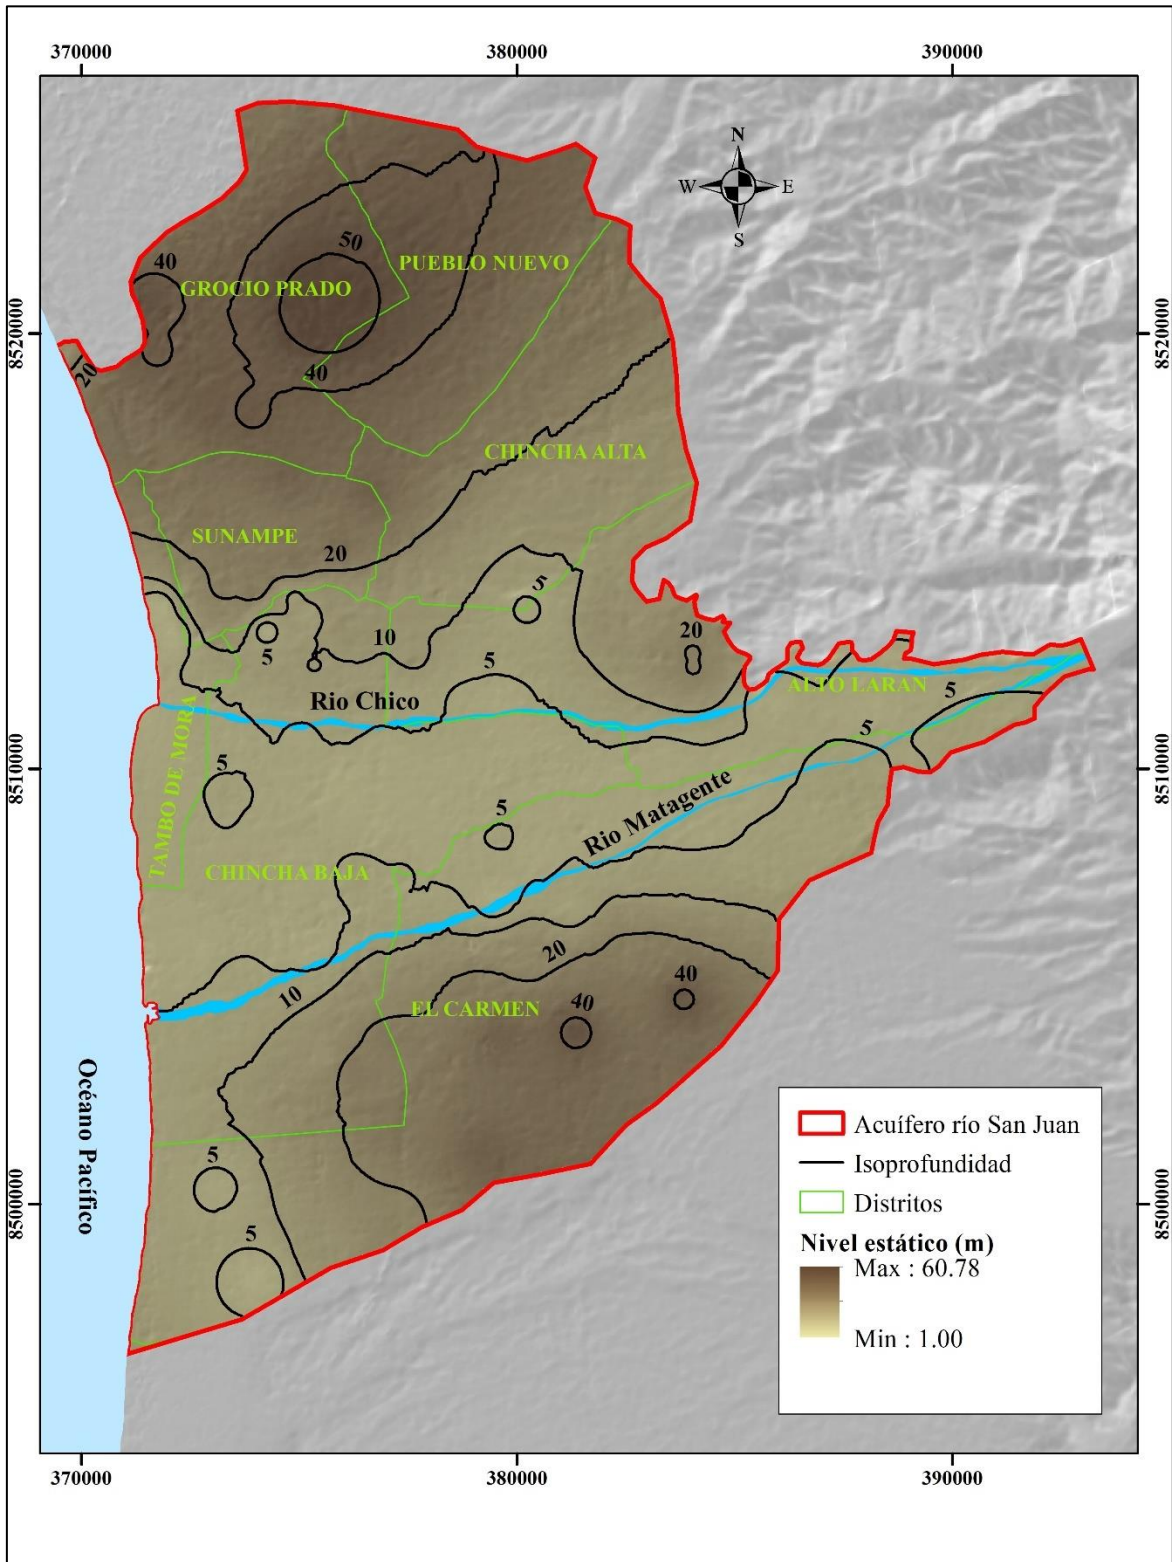 370000
380000
390000
N
W
E
S
50
40
PUEBLO NUEVO
GROCIO PRADO
8520000
8520000
20
40
CHINCHA ALTA
SUNAMPE
20
5
10
20
5
5
Rio Chico
ALTO LARAN
5
5
TAMBO DE MORA
8510000
8510000
5
5
Rio Matagente
CHINCHA BAJA
20
10
40
40
EL CARMEN
Océano Pacífico
5
5
8500000
8500000
Acuífero río San Juan
Isoprofundidad
Distritos
Nivel estático (m)
Max : 60.78
Min : 1.00
370000
380000
390000